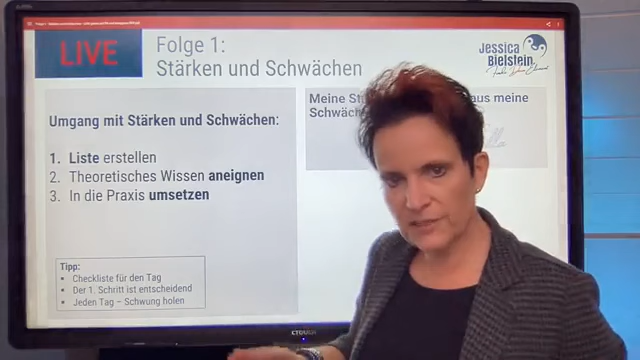 LIVE
Folge 1:
Stärken und Schwächen
Jessica
Bielstein
Umgang mit Stärken und Schwächen:
1. Liste erstellen
2. Theoretisches Wissen aneignen
3. In die Praxis umsetzen
Tipp:
• Checkliste für den Tag
• Der 1. Schritt ist entscheidend
• Jeden Tag – Schwung holen
Meine St aus meine
Schwäch
CTOUCH